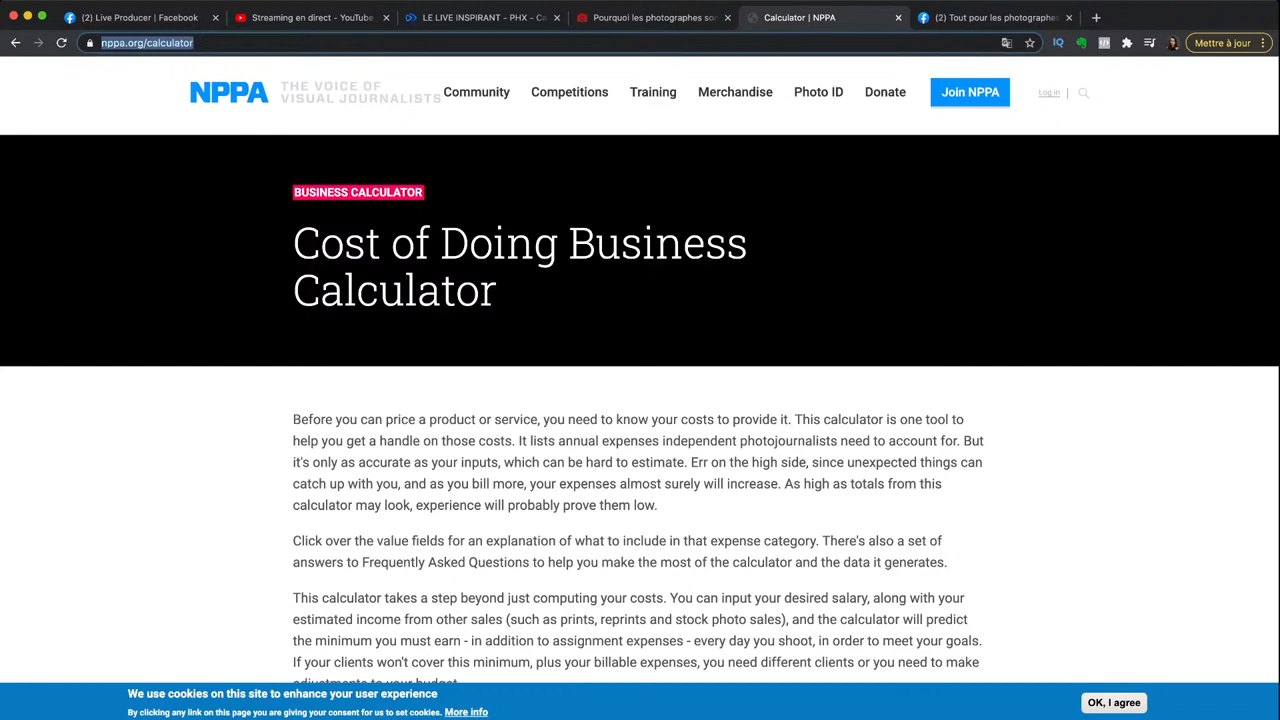 (2) Live Producer | Facebook
Streaming en direct - YouTube
LE LIVE INSPIRANT - PHX - Ca
Pourquoi les photographes so
Calculator | NPPA
(2) Tout pour les photographes
nppa.org/calculator
IQ
Mettre à jour
NPPA
THE VOICE OF
VISUAL JOURNALISTS
Community Competitions Training Merchandise Photo ID Donate
Join NPPA
Log in
BUSINESS CALCULATOR
Cost of Doing Business
Calculator
Before you can price a product or service, you need to know your costs to provide it. This calculator is one tool to
help you get a handle on those costs. It lists annual expenses independent photojournalists need to account for. But
it's only as accurate as your inputs, which can be hard to estimate. Err on the high side, since unexpected things can
catch up with you, and as you bill more, your expenses almost surely will increase. As high as totals from this
calculator may look, experience will probably prove them low.
Click over the value fields for an explanation of what to include in that expense category. There's also a set of
answers to Frequently Asked Questions to help you make the most of the calculator and the data it generates.
This calculator takes a step beyond just computing your costs. You can input your desired salary, along with your
estimated income from other sales (such as prints, reprints and stock photo sales), and the calculator will predict
the minimum you must earn - in addition to assignment expenses - every day you shoot, in order to meet your goals.
If your clients won't cover this minimum, plus your billable expenses, you need different clients or you need to make
adjustments to your budget.
We use cookies on this site to enhance your user experience
By clicking any link on this page you are giving your consent for us to set cookies. More info
OK, I agree